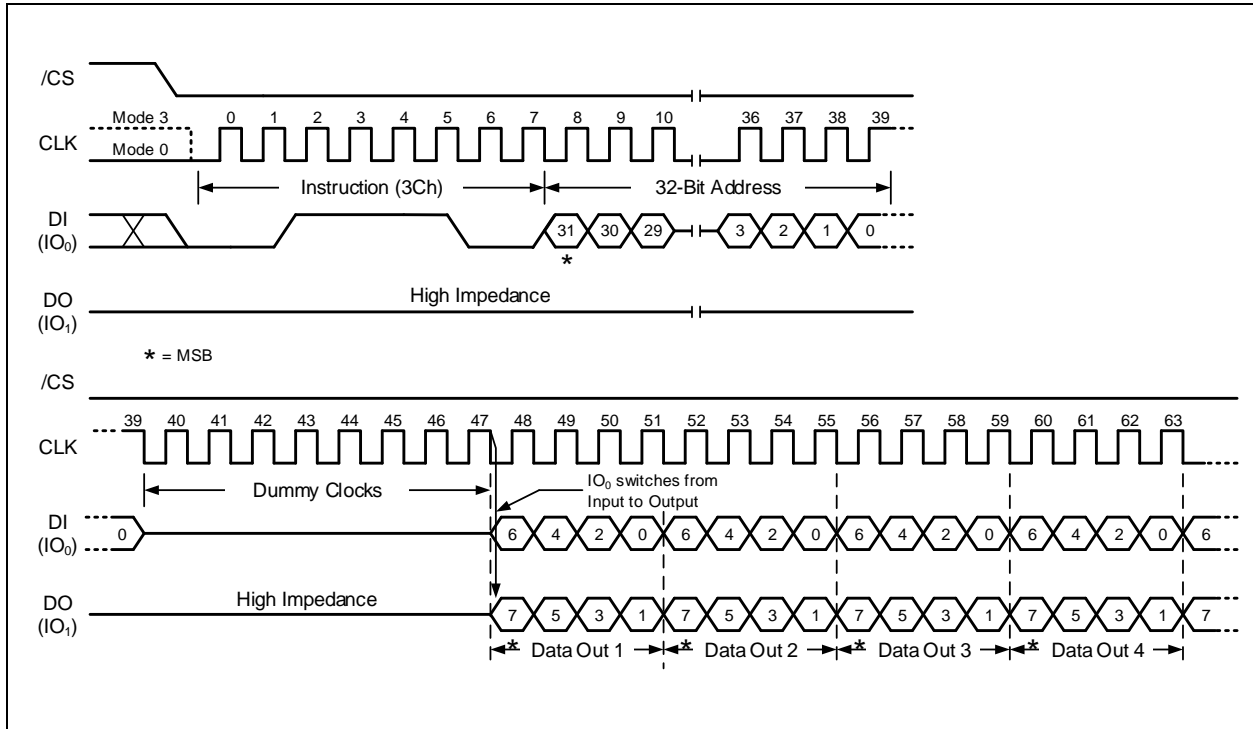 /CS
Mode 3 0 1 2 3 4 5 6 7 8 9 10 36 37 38 39
CLK
Mode 0
Instruction (3Ch) 32-Bit Address
DI
(IO₀)
31 30 29 3 2 1 0
*
DO
(IO₁)
High Impedance
* = MSB
/CS
39 40 41 42 43 44 45 46 47 48 49 50 51 52 53 54 55 56 57 58 59 60 61 62 63
CLK
Dummy Clocks
IO₀ switches from
Input to Output
DI
(IO₀)
0 6 4 2 0 6 4 2 0 6 4 2 0 6 4 2 0 6
DO
(IO₁)
High Impedance
7 5 3 1 7 5 3 1 7 5 3 1 7 5 3 1 7
* Data Out 1 * Data Out 2 * Data Out 3 * Data Out 4